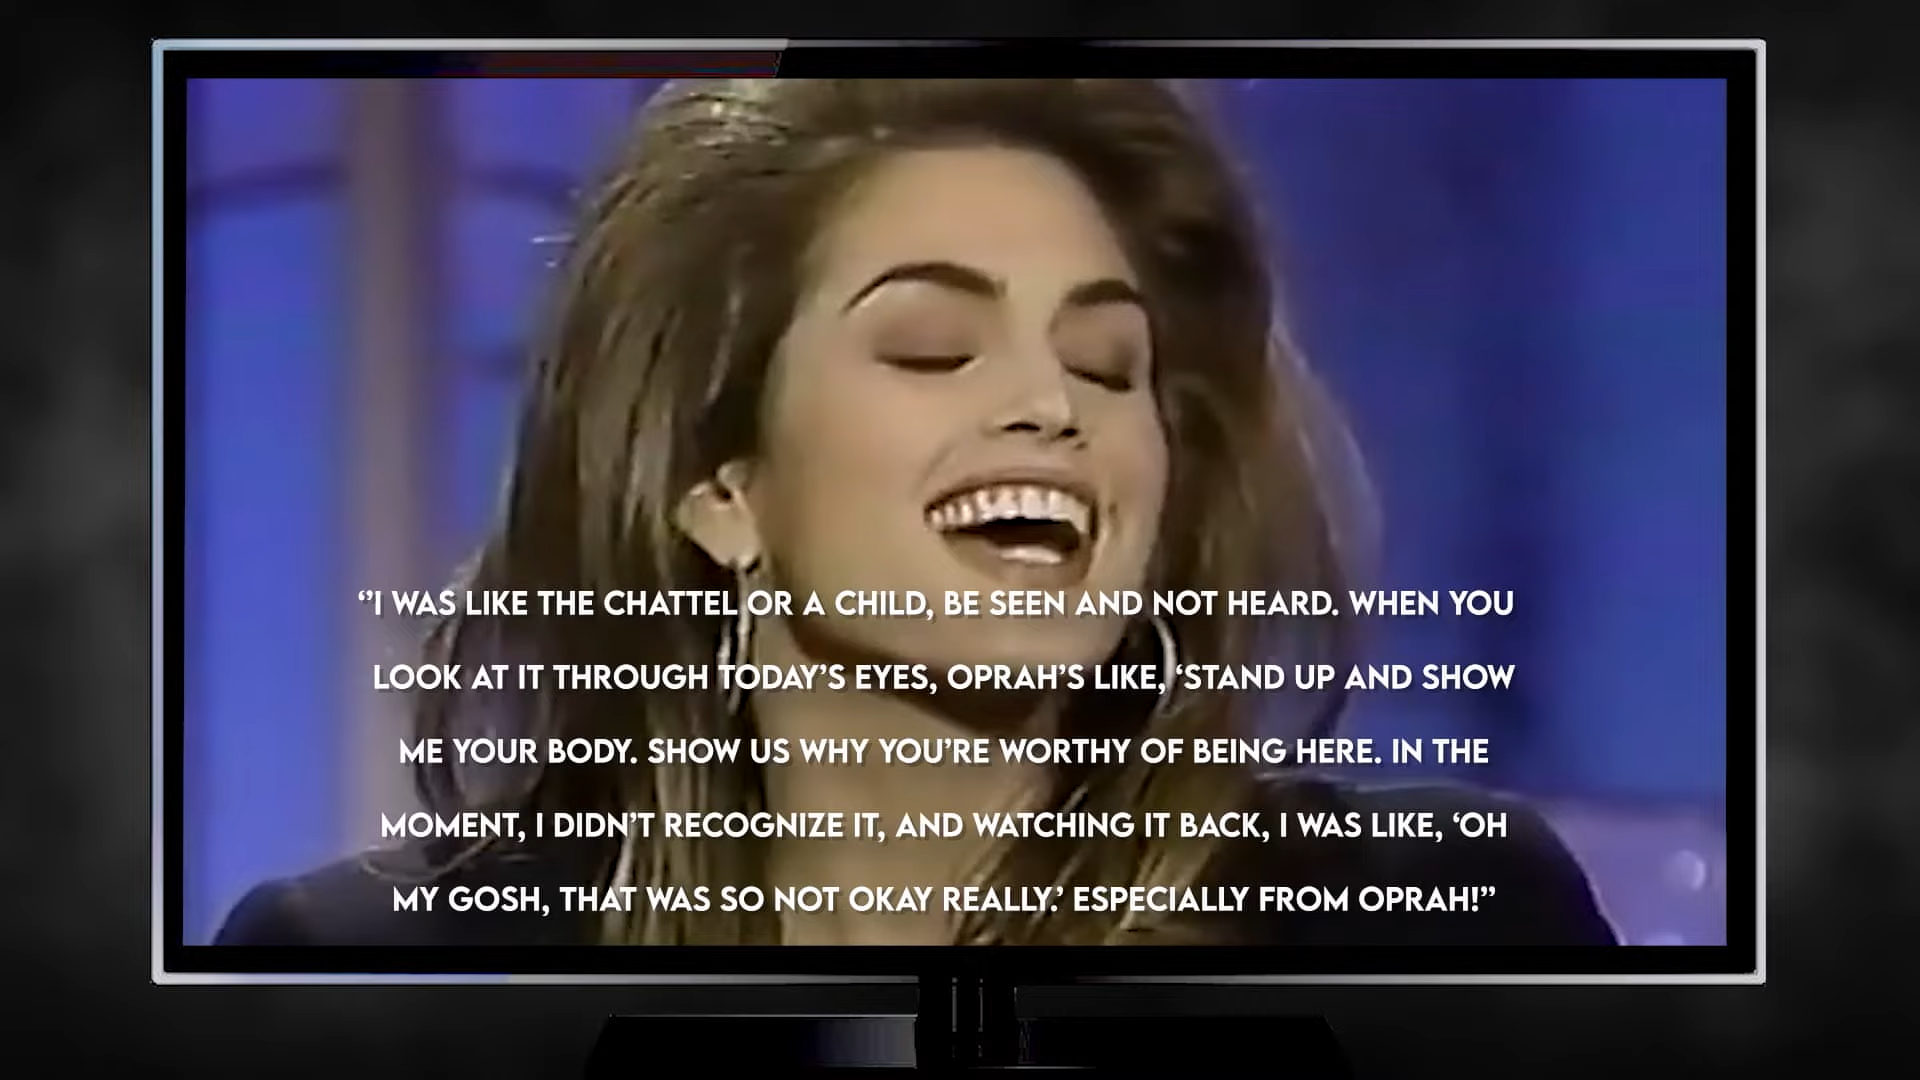 “I WAS LIKE THE CHATTEL OR A CHILD, BE SEEN AND NOT HEARD. WHEN YOU
LOOK AT IT THROUGH TODAY’S EYES, OPRAH’S LIKE, ‘STAND UP AND SHOW
ME YOUR BODY. SHOW US WHY YOU’RE WORTHY OF BEING HERE. IN THE
MOMENT, I DIDN’T RECOGNIZE IT, AND WATCHING IT BACK, I WAS LIKE, ‘OH
MY GOSH, THAT WAS SO NOT OKAY REALLY.’ ESPECIALLY FROM OPRAH!”